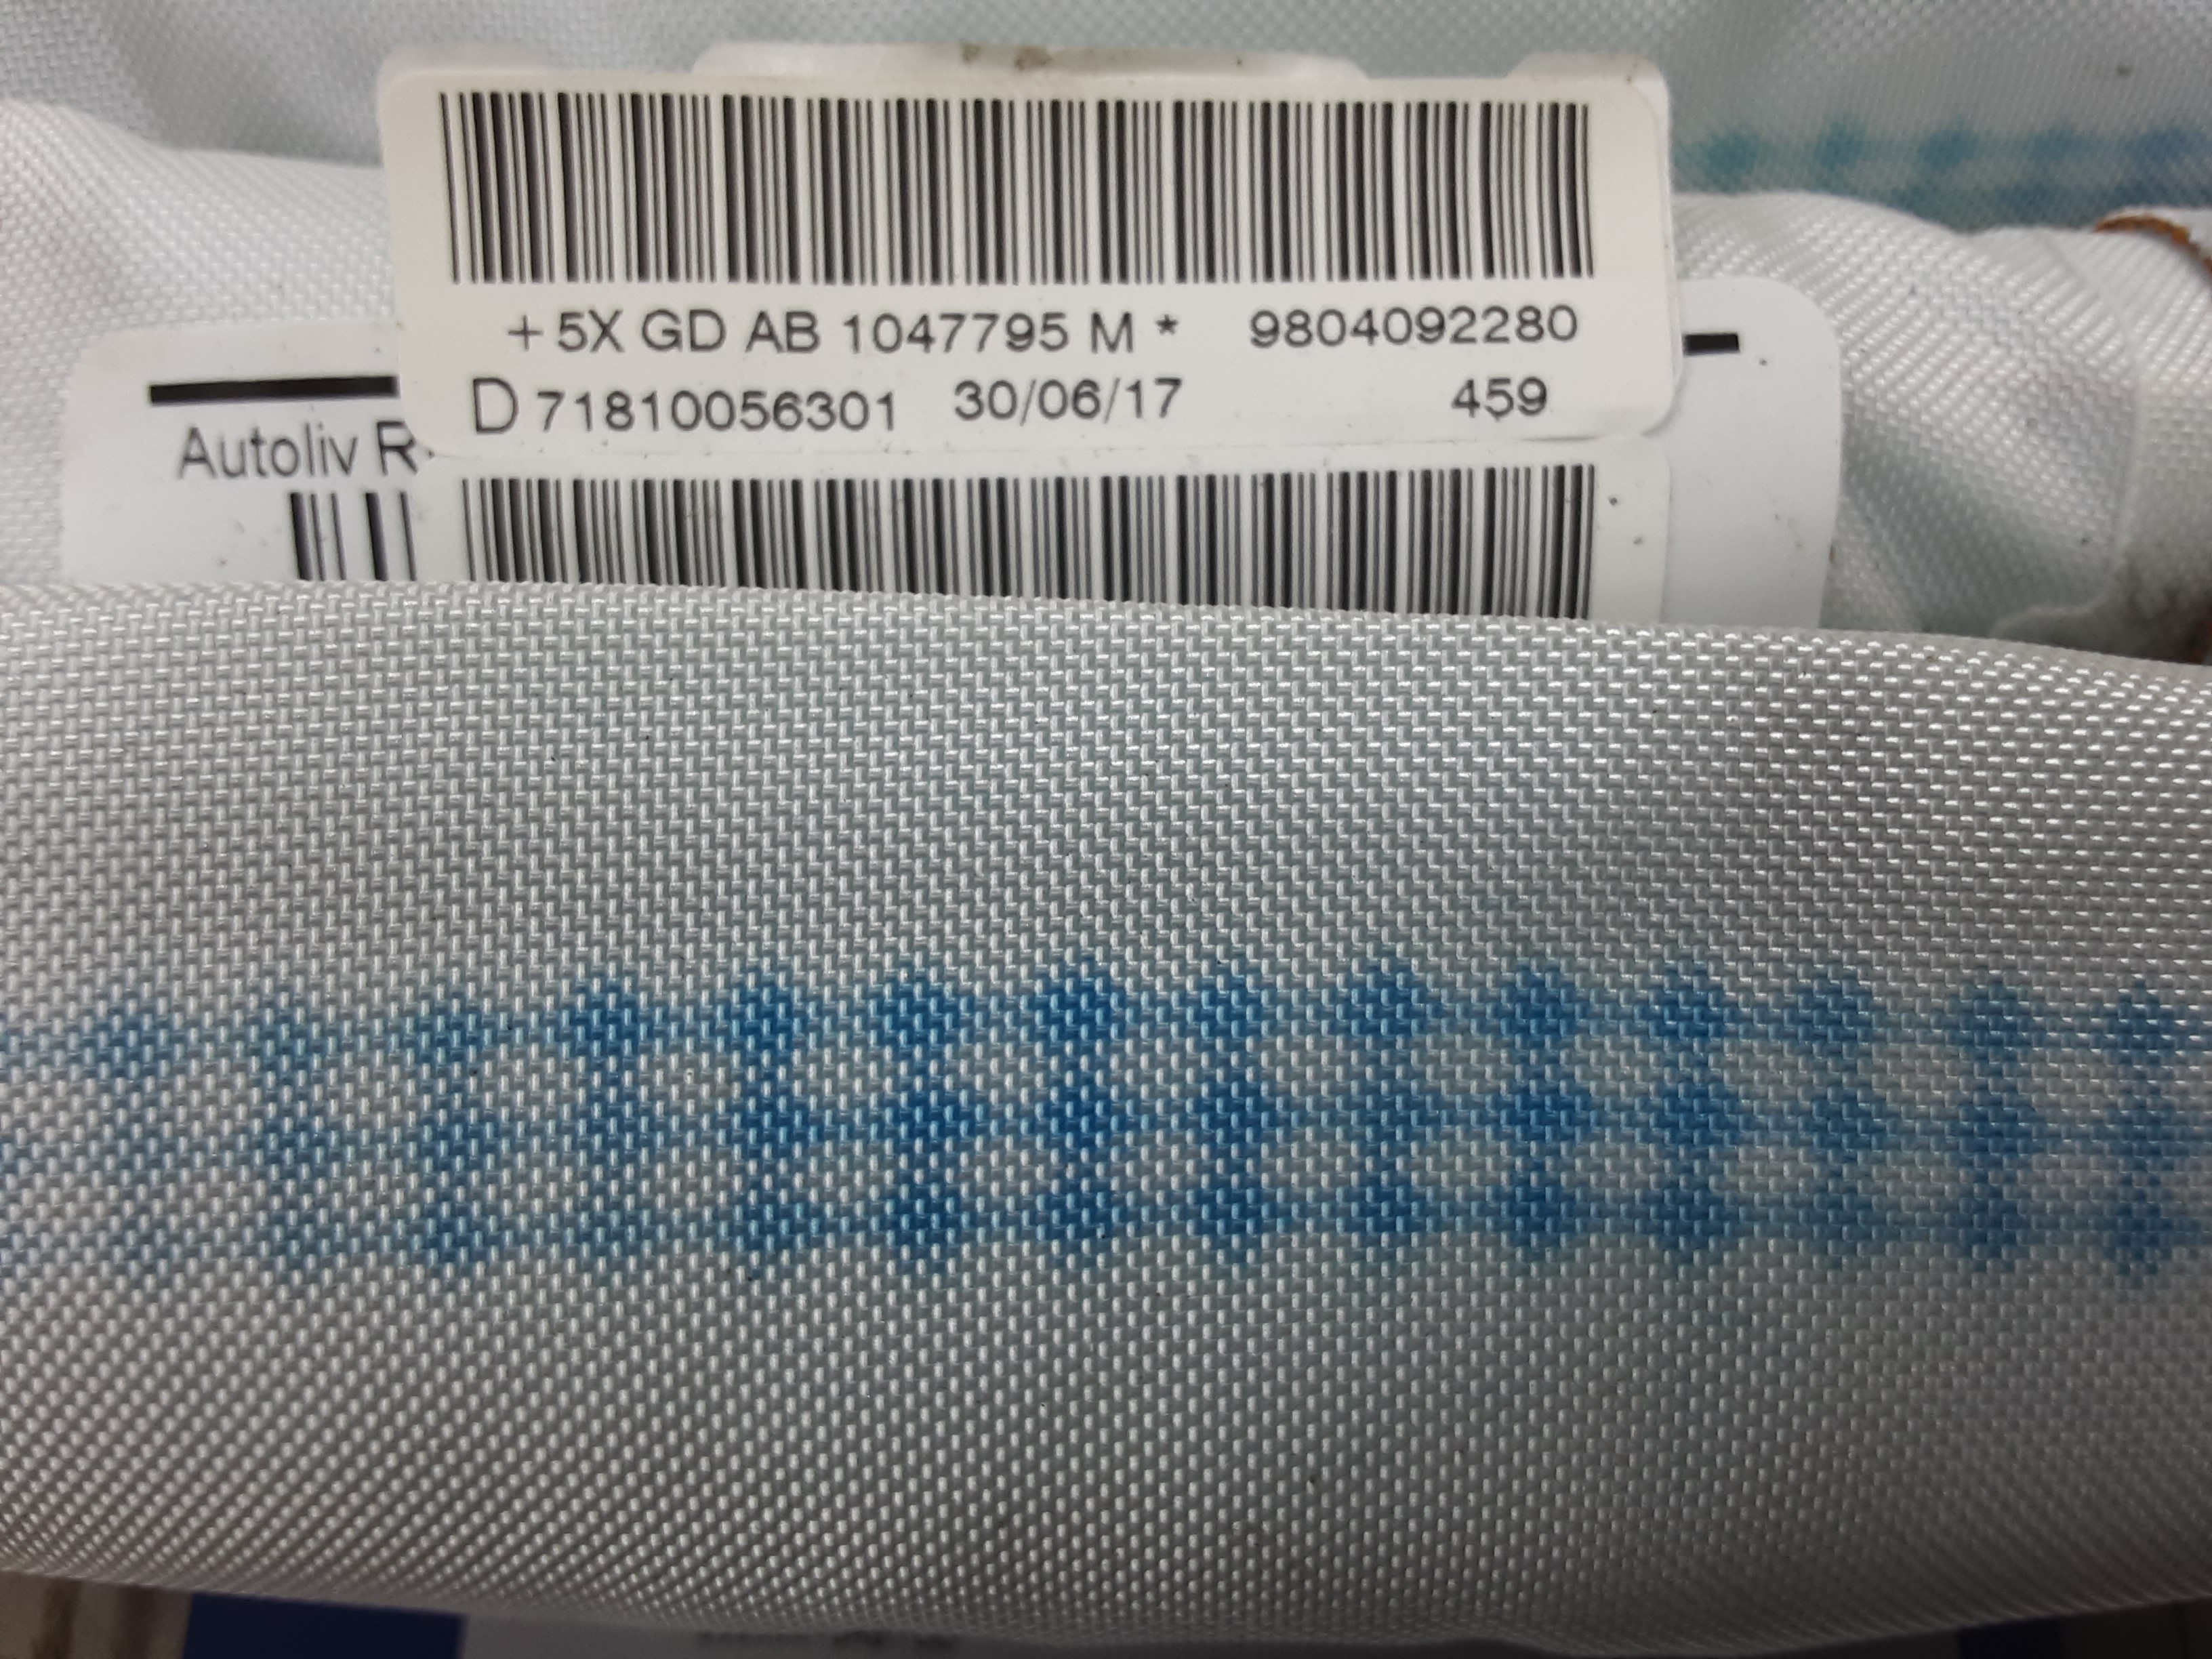 +5X GD AB 1047795 M * 9804092280
D 71810056301 30/06/17 459
Autoliv R